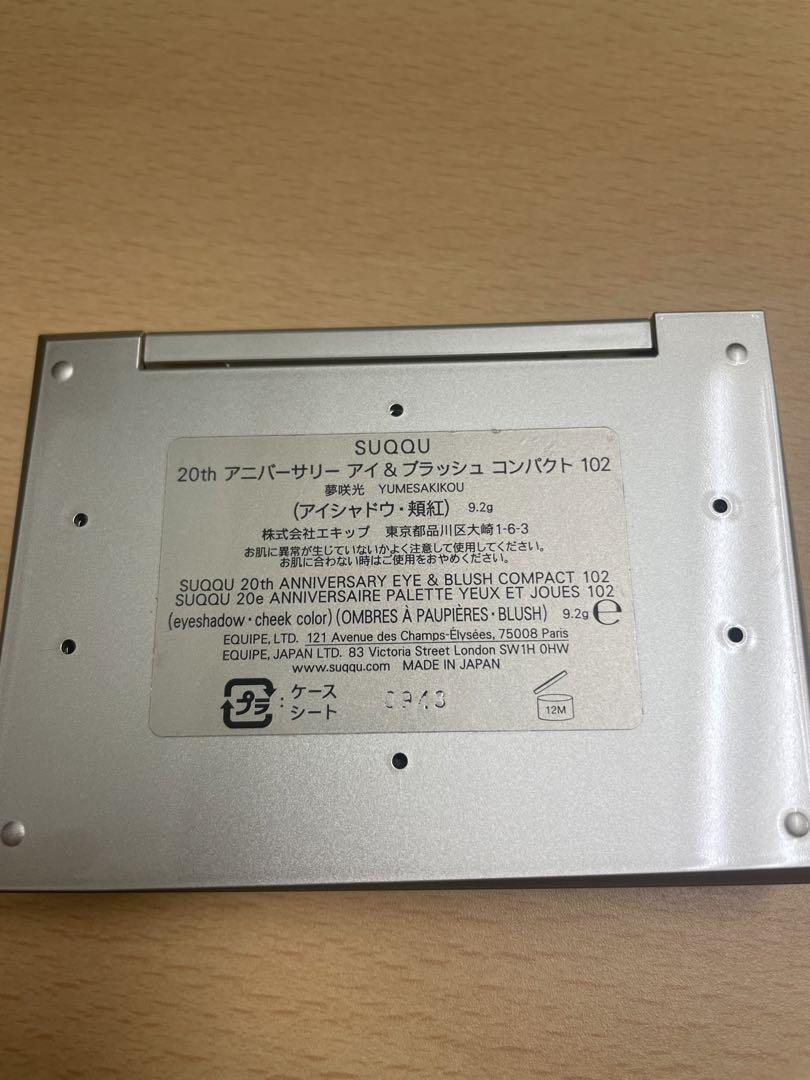 SUQQU
20th アニバーサリー アイ & ブラッシュ コンパクト 102
夢咲光 YUMESAKIKOU
(アイシャドウ・頬紅) 9.2g
株式会社エキップ 東京都品川区大崎1-6-3
お肌に異常が生じていないかよく注意して使用してください。
お肌に合わない時はご使用をおやめください。
SUQQU 20th ANNIVERSARY EYE & BLUSH COMPACT 102
SUQQU 20e ANNIVERSAIRE PALETTE YEUX ET JOUES 102
(eyeshadow・cheek color) (OMBRES À PAUPIÈRES・BLUSH) 9.2g ℮
EQUIPE, LTD. 121 Avenue des Champs-Élysées, 75008 Paris
EQUIPE, JAPAN LTD. 83 Victoria Street London SW1H 0HW
www.suqqu.com MADE IN JAPAN
プラ : ケース
シート
12M